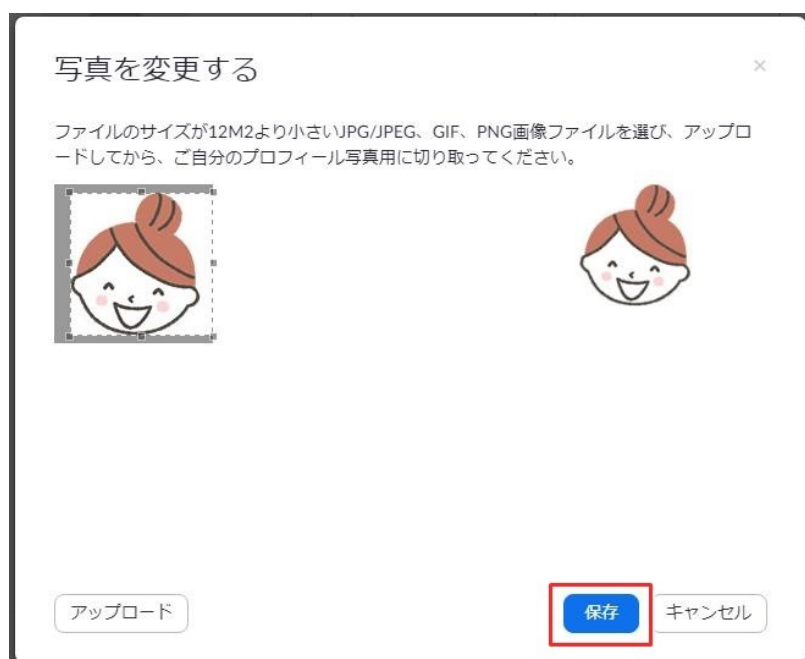 写真を変更する
×
ファイルのサイズが12M2より小さいJPG/JPEG、GIF、PNG画像ファイルを選び、アップロ
ードしてから、ご自分のプロフィール写真用に切り取ってください。
アップロード
保存
キャンセル